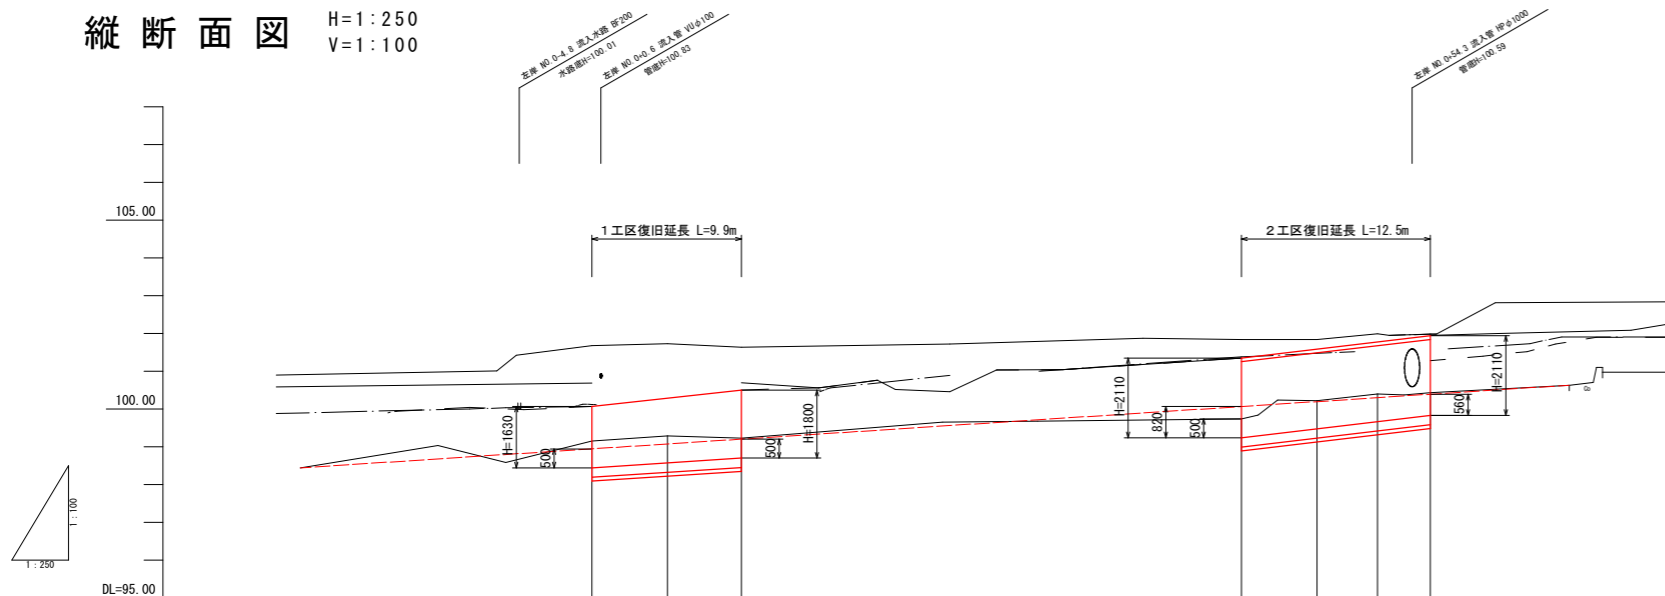 縦断面図
H=1:250
V=1:100
左岸 NO.0-4.8 流入水路 BF200
水路底H=100.01
左岸 NO.0+0.6 流入管 VUφ100
管底H=100.83
左岸 NO.0+54.3 流入管 HPφ1000
管底H=100.59
105.00
1工区復旧延長 L=9.9m
2工区復旧延長 L=12.5m
100.00
H=1630
500
500
H=1800
H=2110
820
500
560
H=2110
1:100
1:250
DL=95.00